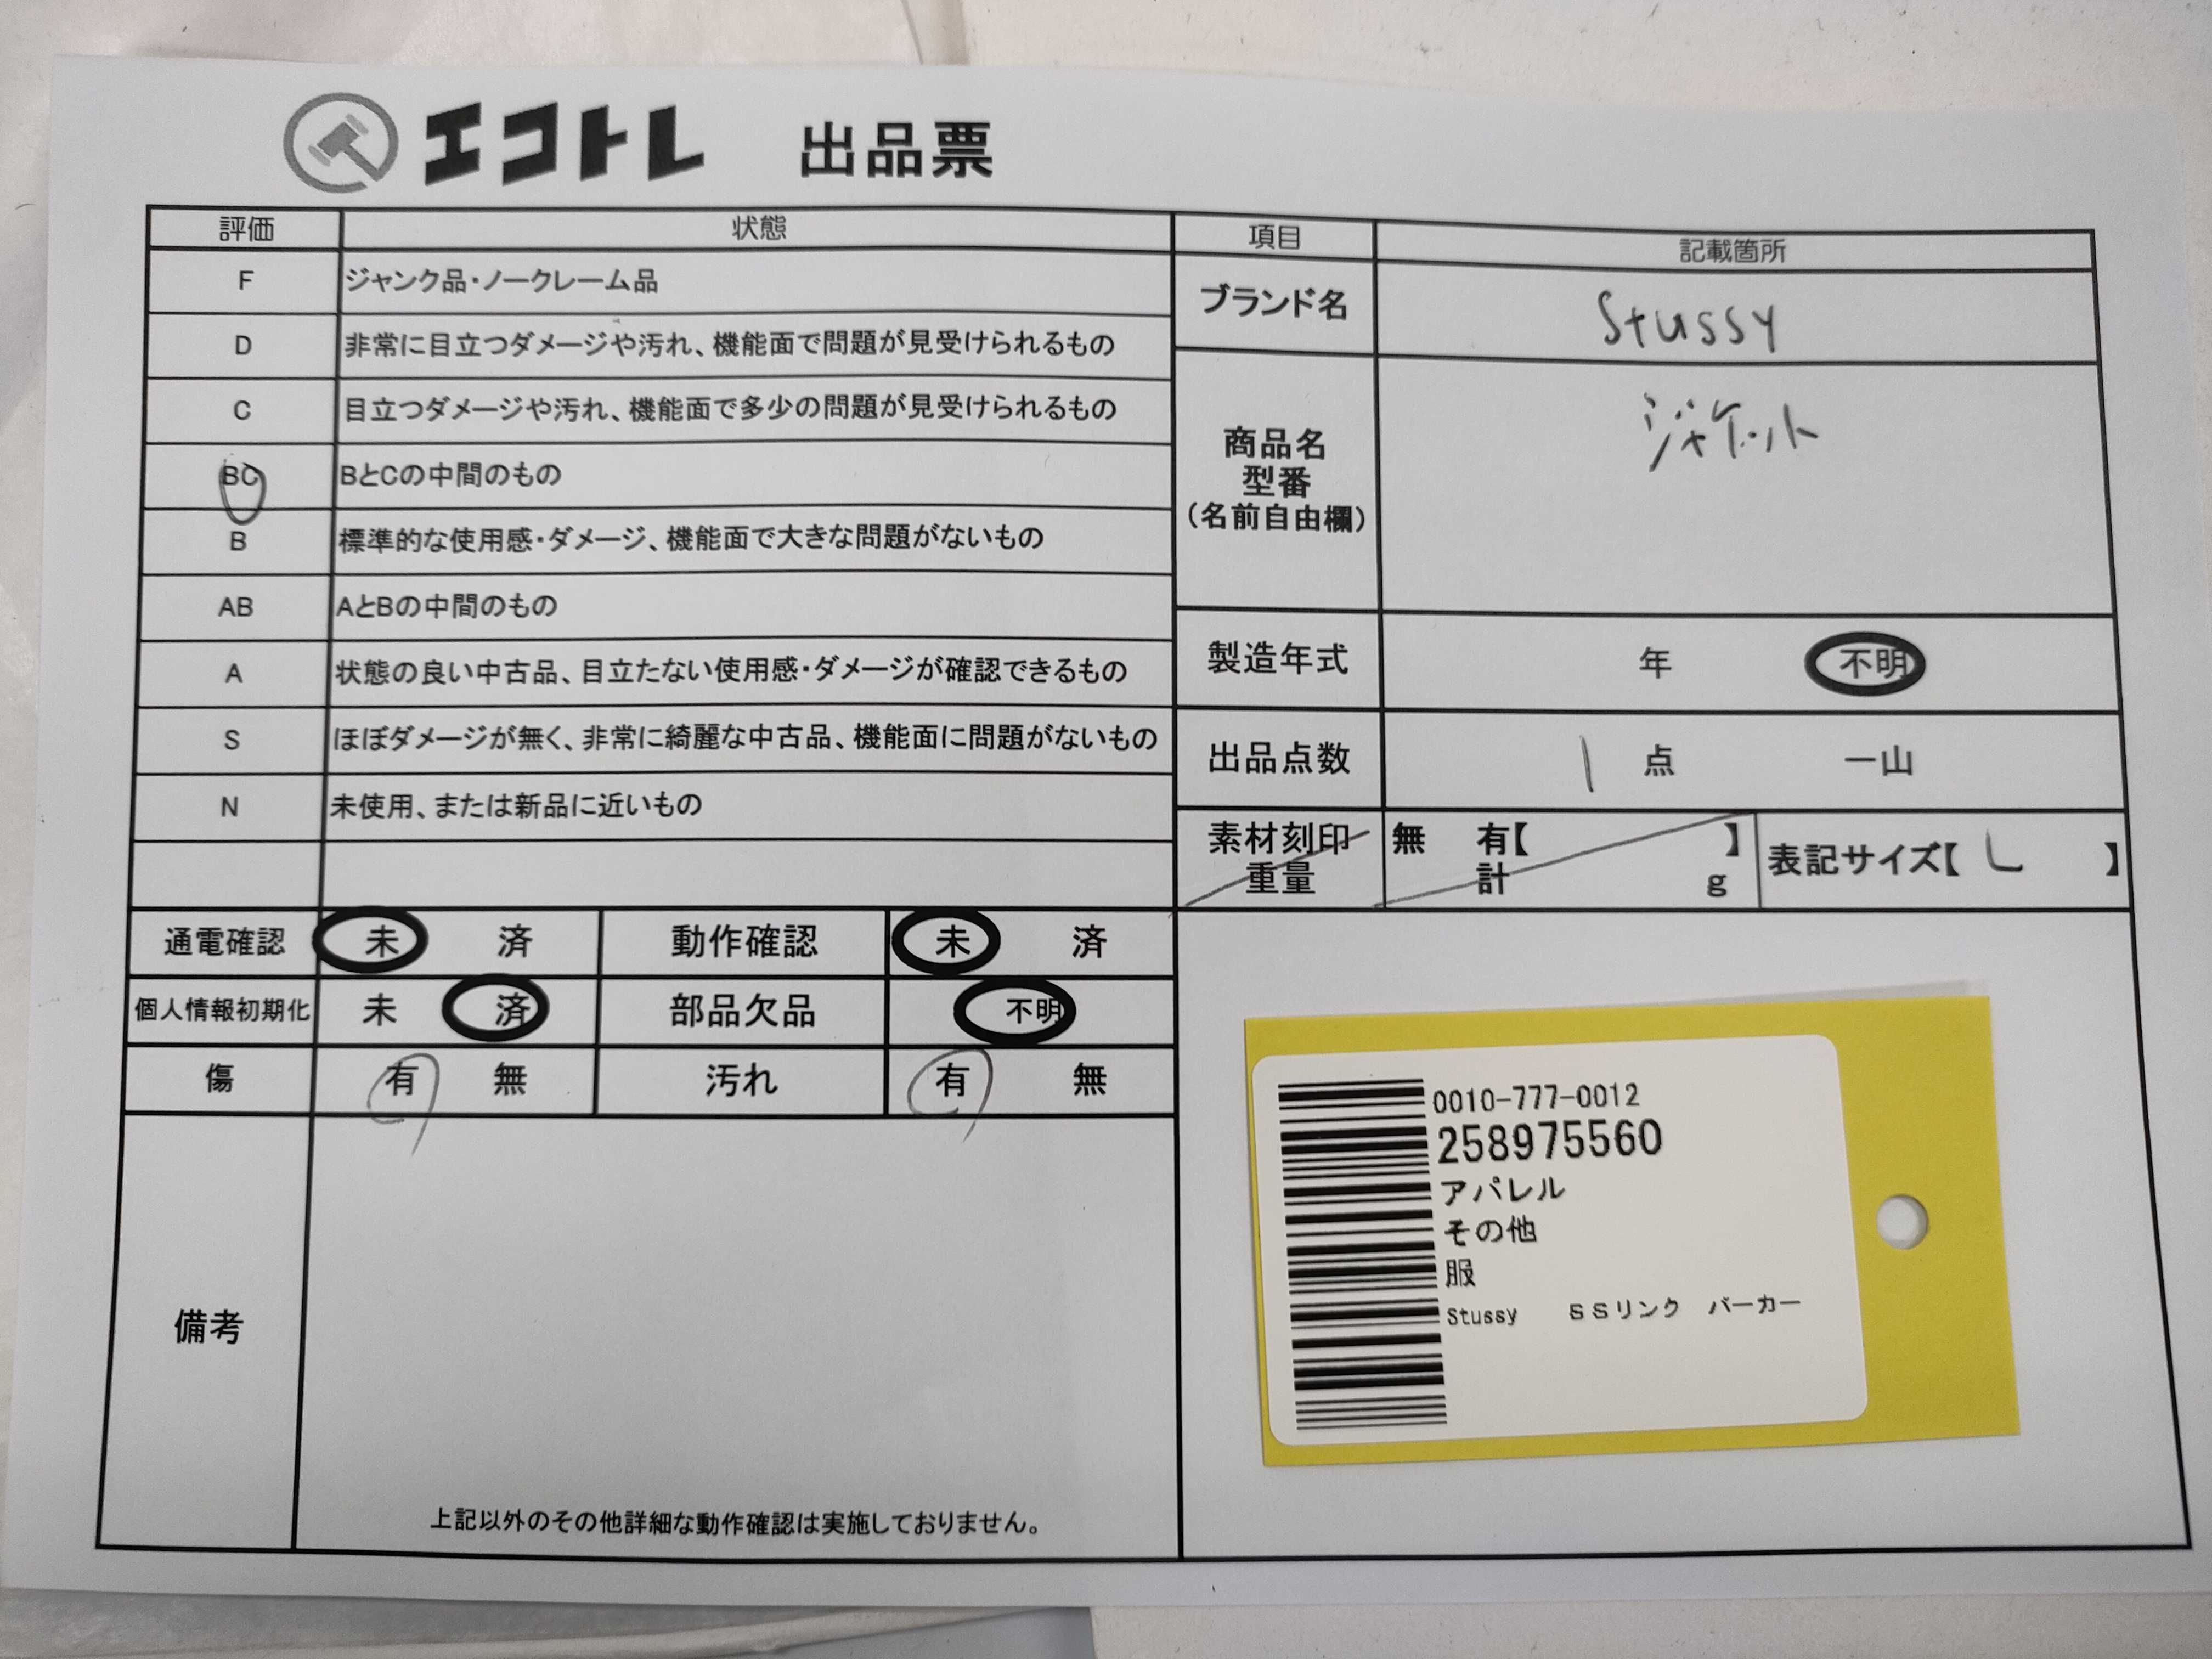 エコトレ 出品票
評価 状態
F ジャンク品・ノークレーム品
D 非常に目立つダメージや汚れ、機能面で問題が見受けられるもの
C 目立つダメージや汚れ、機能面で多少の問題が見受けられるもの
BC BとCの中間のもの
B 標準的な使用感・ダメージ、機能面で大きな問題がないもの
AB AとBの中間のもの
A 状態の良い中古品、目立たない使用感・ダメージが確認できるもの
S ほぼダメージが無く、非常に綺麗な中古品、機能面に問題がないもの
N 未使用、または新品に近いもの
通電確認 未 済 動作確認 未 済
個人情報初期化 未 済 部品欠品 不明
傷 有 無 汚れ 有 無
備考
上記以外のその他詳細な動作確認は実施しておりません。
項目 記載箇所
ブランド名 Stussy
商品名
型番
(名前自由欄)
ジャケット
製造年式 年 不明
出品点数 1 点 一山
素材刻印 無 有【 】
重量 計 g
表記サイズ【 L 】
0010-777-0012
258975560
アパレル
その他
服
Stussy SSリンク パーカー